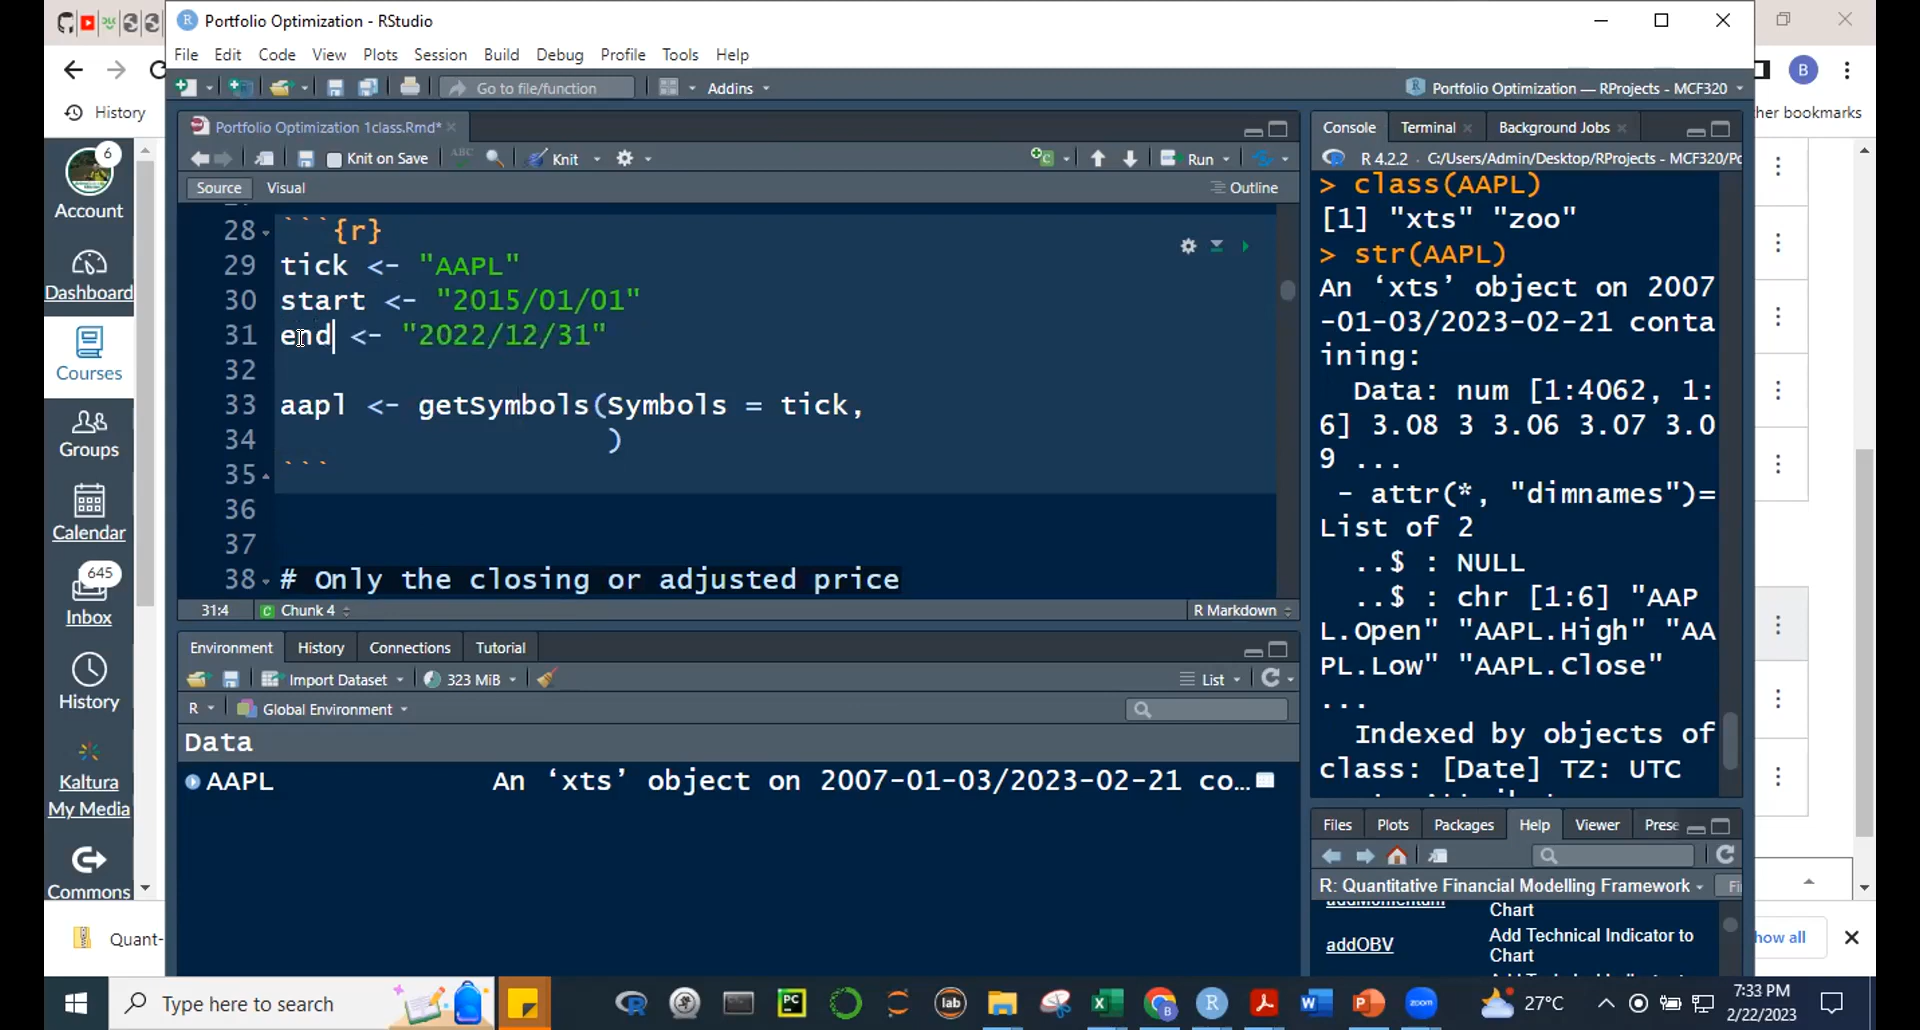 Portfolio Optimization - RStudio
File Edit Code View Plots Session Build Debug Profile Tools Help
Go to file/function Addins Portfolio Optimization — RProjects - MCF320
History
her bookmarks
B
Portfolio Optimization 1class.Rmd*
Knit on Save ABC Knit Run
Source Visual Outline
28 ```{r}
29 tick <- "AAPL"
30 start <- "2015/01/01"
31 end <- "2022/12/31"
32
33 aapl <- getSymbols(Symbols = tick,
34 )
35 ```
36
37
38 # Only the closing or adjusted price
31:4 Chunk 4 R Markdown
Environment History Connections Tutorial
Import Dataset 323 MiB List
R Global Environment
Data
AAPL An ‘xts’ object on 2007-01-03/2023-02-21 co…
Console Terminal Background Jobs
R 4.2.2 · C:/Users/Admin/Desktop/RProjects - MCF320/Po
> class(AAPL)
[1] "xts" "zoo"
> str(AAPL)
An ‘xts’ object on 2007
-01-03/2023-02-21 conta
ining:
Data: num [1:4062, 1:
6] 3.08 3 3.06 3.07 3.0
9 ...
- attr(*, "dimnames")=
List of 2
..$ : NULL
..$ : chr [1:6] "AAP
L.Open" "AAPL.High" "AA
PL.Low" "AAPL.Close"
...
Indexed by objects of
class: [Date] TZ: UTC
Files Plots Packages Help Viewer Prese
R: Quantitative Financial Modelling Framework Fi
addMomentum
Chart
addOBV Add Technical Indicator to
Chart
6
Account
Dashboard
Courses
Groups
Calendar
645
Inbox
History
Kaltura
My Media
Commons
Quant-
how all
Type here to search
PC
lab
zoom
27°C
7:33 PM
2/22/2023